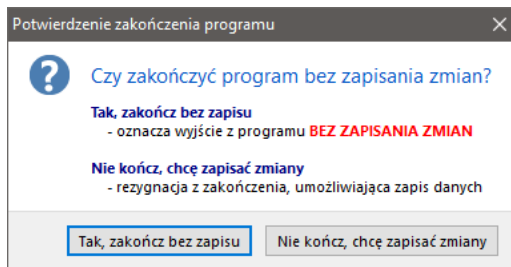 Potwierdzenie zakończenia programu
Czy zakończyć program bez zapisania zmian?
Tak, zakończ bez zapisu
- oznacza wyjście z programu BEZ ZAPISANIA ZMIAN
Nie kończ, chcę zapisać zmiany
- rezygnacja z zakończenia, umożliwiająca zapis danych
Tak, zakończ bez zapisu
Nie kończ, chcę zapisać zmiany